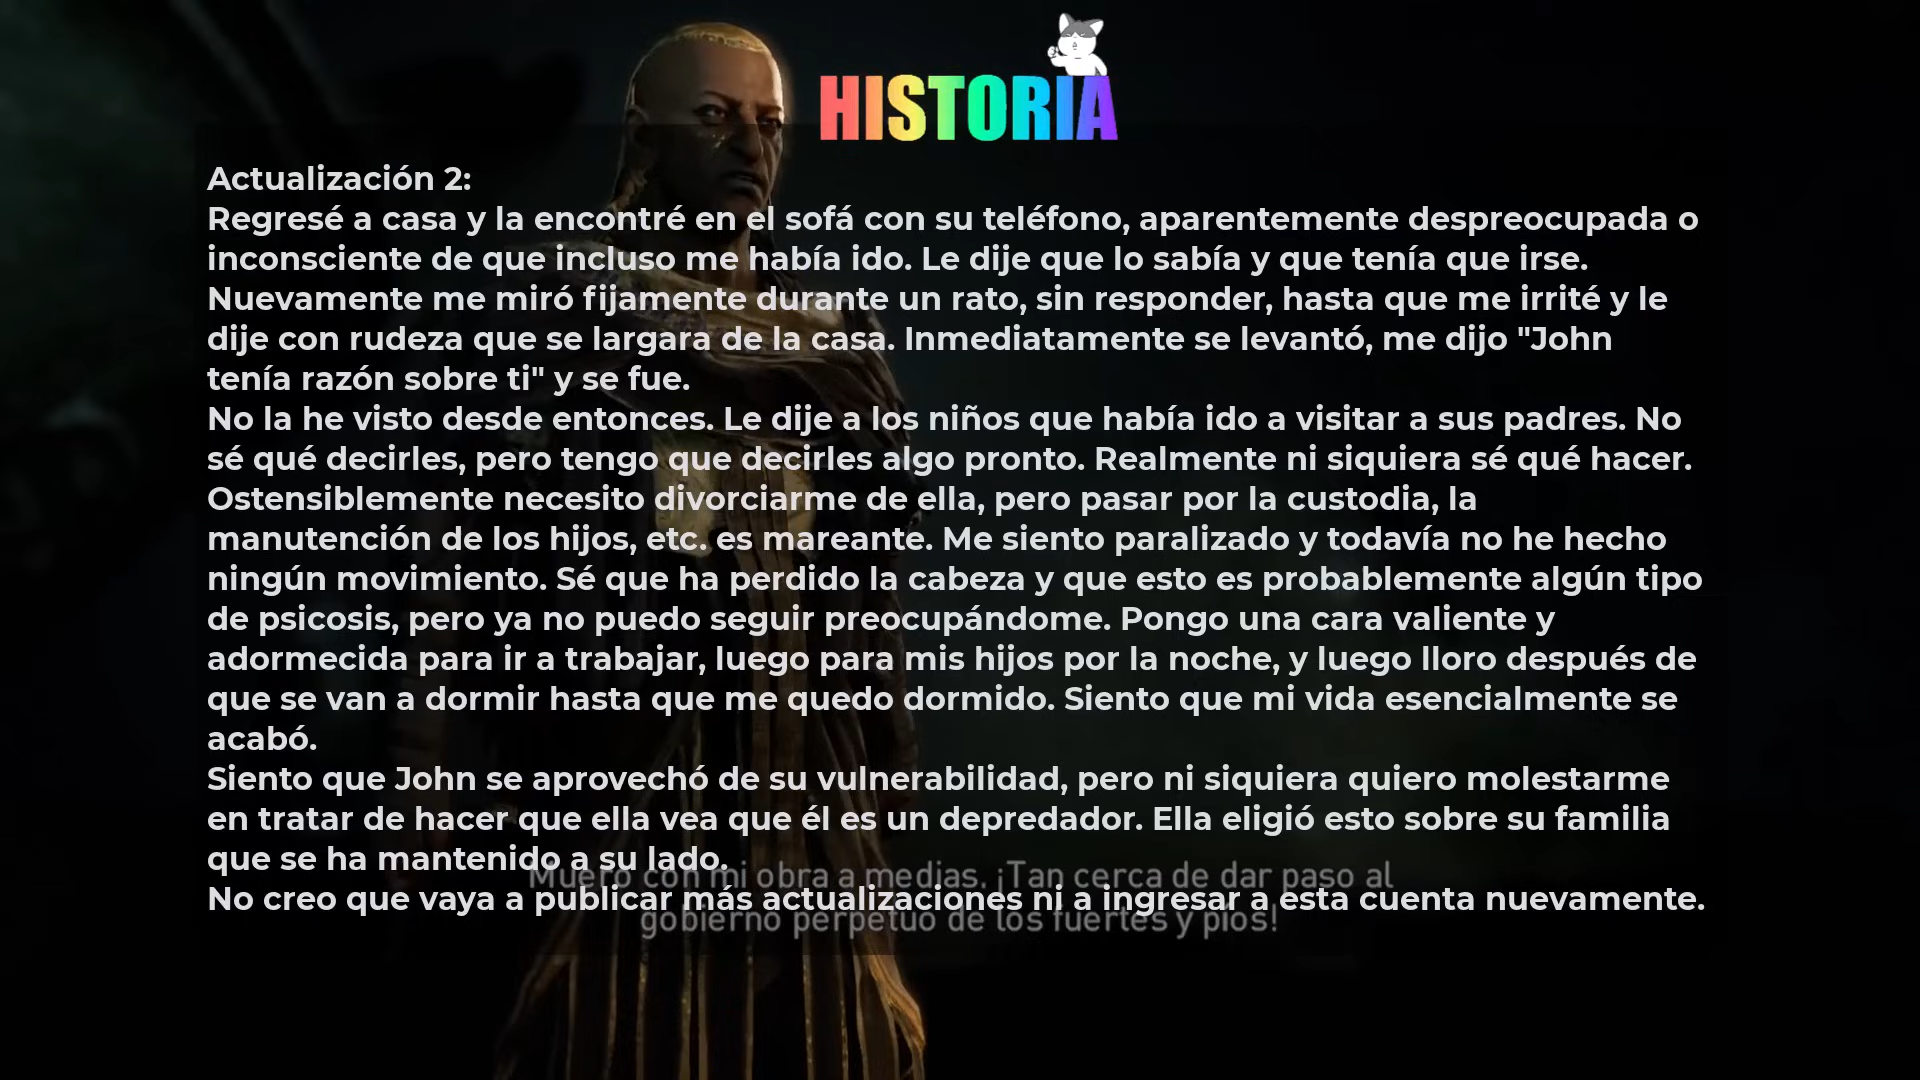 HISTORIA
Actualización 2:
Regresé a casa y la encontré en el sofá con su teléfono, aparentemente despreocupada o
inconsciente de que incluso me había ido. Le dije que lo sabía y que tenía que irse.
Nuevamente me miró fijamente durante un rato, sin responder, hasta que me irrité y le
dije con rudeza que se largara de la casa. Inmediatamente se levantó, me dijo "John
tenía razón sobre ti" y se fue.
No la he visto desde entonces. Le dije a los niños que había ido a visitar a sus padres. No
sé qué decirles, pero tengo que decirles algo pronto. Realmente ni siquiera sé qué hacer.
Ostensiblemente necesito divorciarme de ella, pero pasar por la custodia, la
manutención de los hijos, etc. es mareante. Me siento paralizado y todavía no he hecho
ningún movimiento. Sé que ha perdido la cabeza y que esto es probablemente algún tipo
de psicosis, pero ya no puedo seguir preocupándome. Pongo una cara valiente y
adormecida para ir a trabajar, luego para mis hijos por la noche, y luego lloro después de
que se van a dormir hasta que me quedo dormido. Siento que mi vida esencialmente se
acabó.
Siento que John se aprovechó de su vulnerabilidad, pero ni siquiera quiero molestarme
en tratar de hacer que ella vea que él es un depredador. Ella eligió esto sobre su familia
que se ha mantenido a su lado.
Muero con mi obra a medias. ¡Tan cerca de dar paso al
No creo que vaya a publicar más actualizaciones ni a ingresar a esta cuenta nuevamente.
gobierno perpetuo de los fuertes y píos!